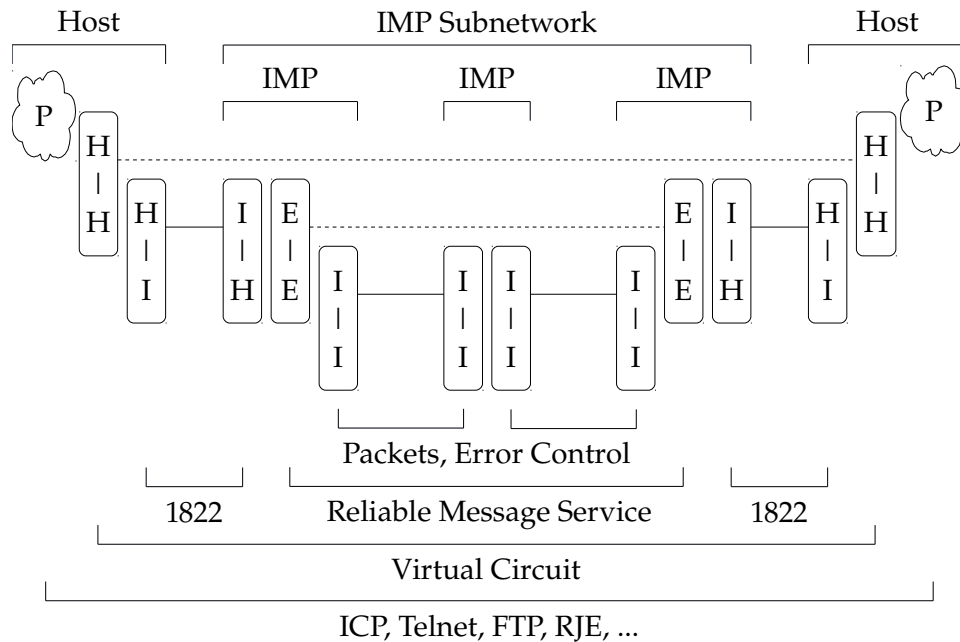 Host IMP Subnetwork Host
IMP IMP IMP
P P
H-H H-H
H-I I-H E-E E-E I-H H-I
I-I I-I I-I I-I
Packets, Error Control
1822 Reliable Message Service 1822
Virtual Circuit
ICP, Telnet, FTP, RJE, ...